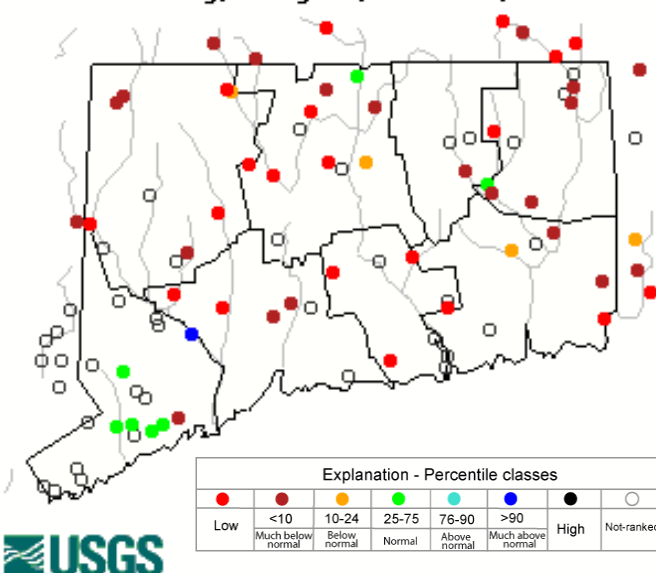 Explanation - Percentile classes
Low
<10
10-24
25-75
76-90
>90
High
Not-ranked
Much below normal
Below normal
Normal
Above normal
Much above normal
USGS